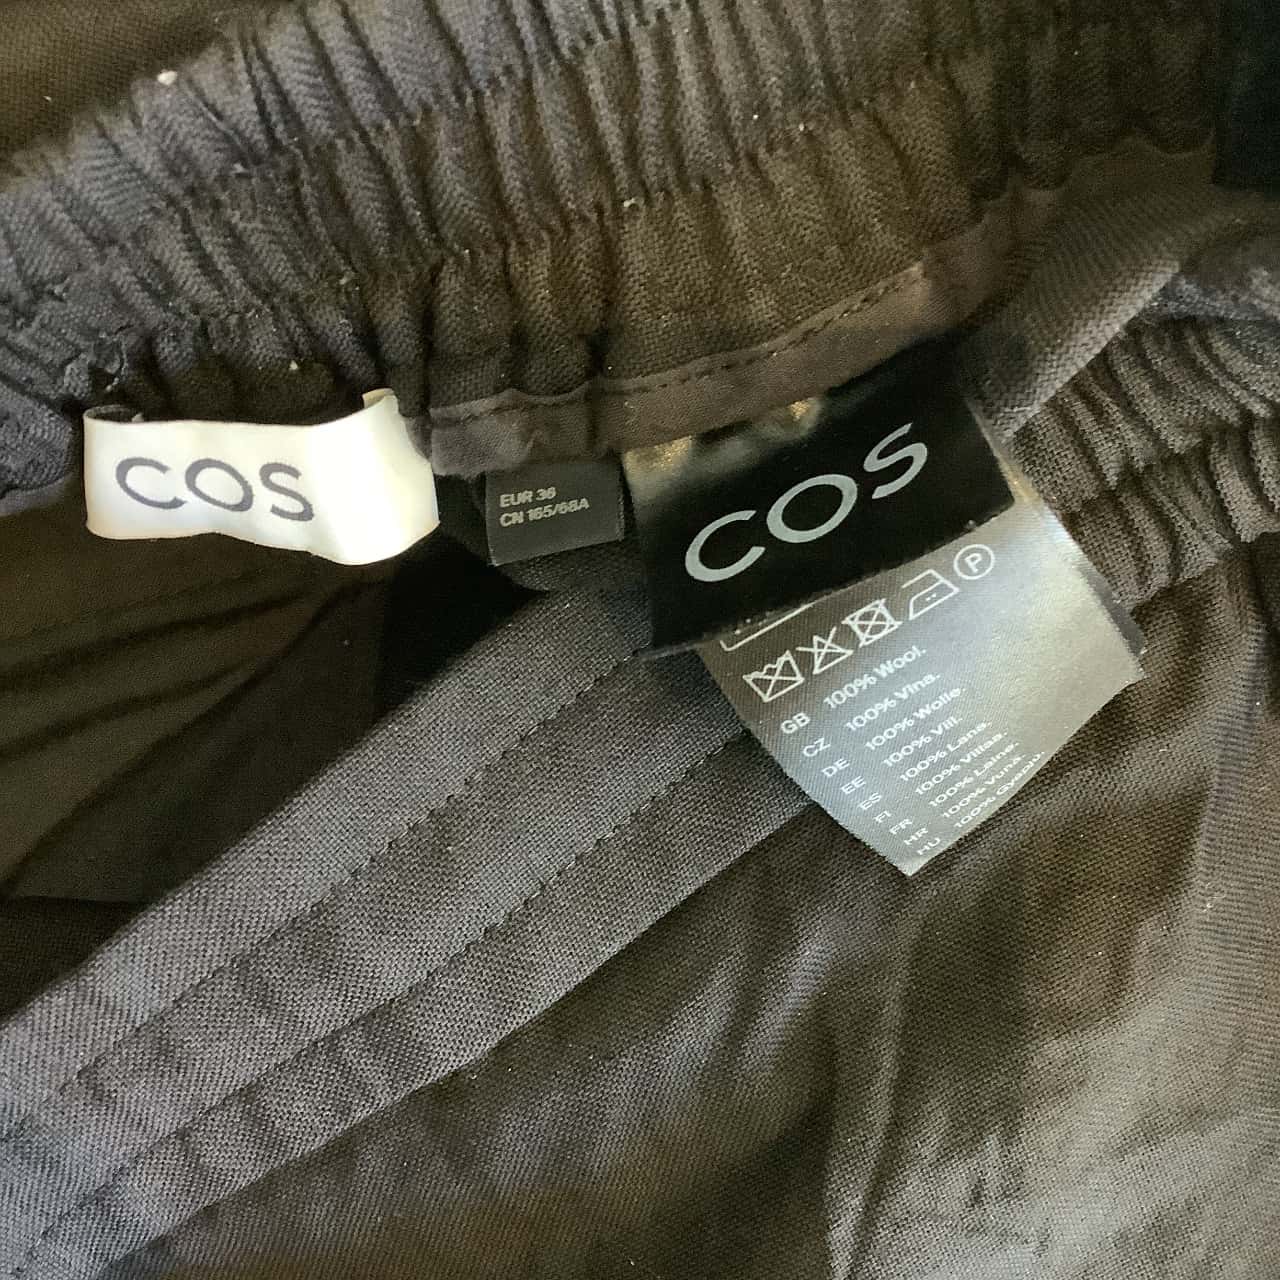 COS
EUR 36
CN 165/68A
COS
P
GB 100% Wool.
CZ 100% Vlna.
DE 100% Wolle.
EE 100% Vill.
ES 100% Lana.
FI 100% Villaa.
FR 100% Laine.
HR 100% Vuna.
HU 100% Gyapjú.